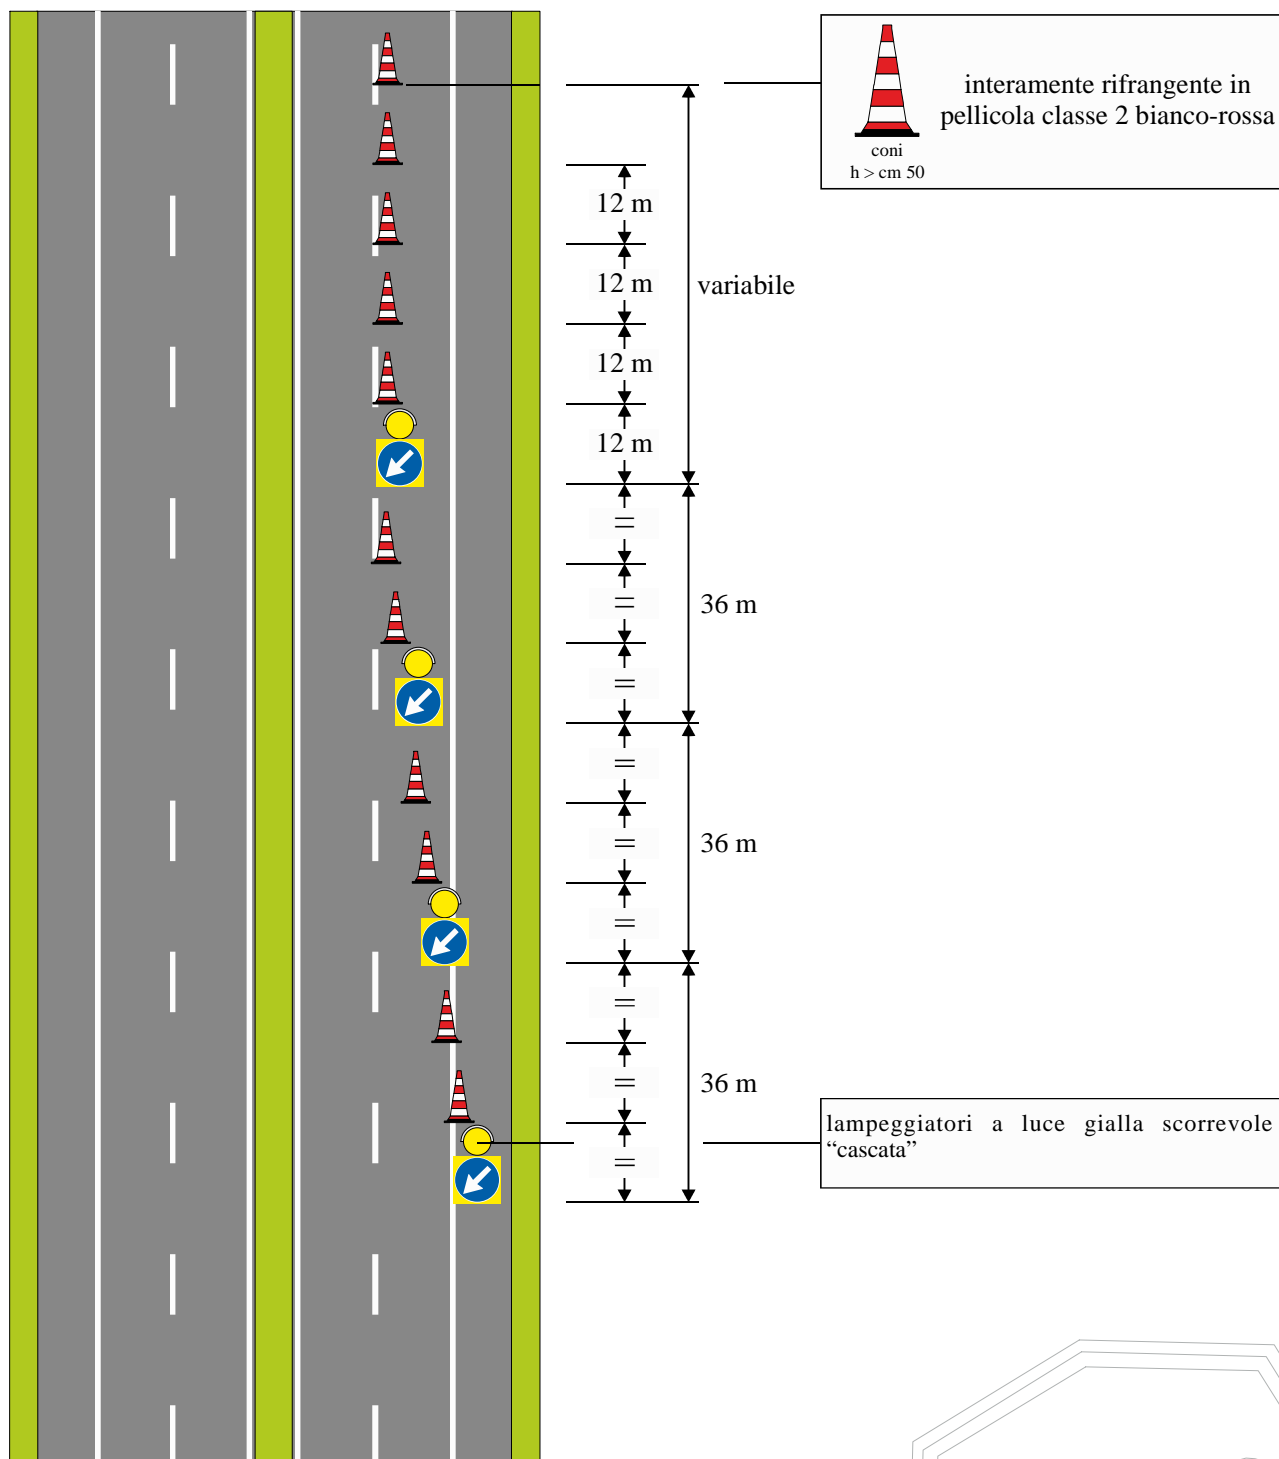 interamente rifrangente in
pellicola classe 2 bianco-rossa
coni
h > cm 50
12 m
12 m
variabile
12 m
12 m
=
=
36 m
=
=
=
36 m
=
=
=
36 m
=
lampeggiatori a luce gialla scorrevole
“cascata”